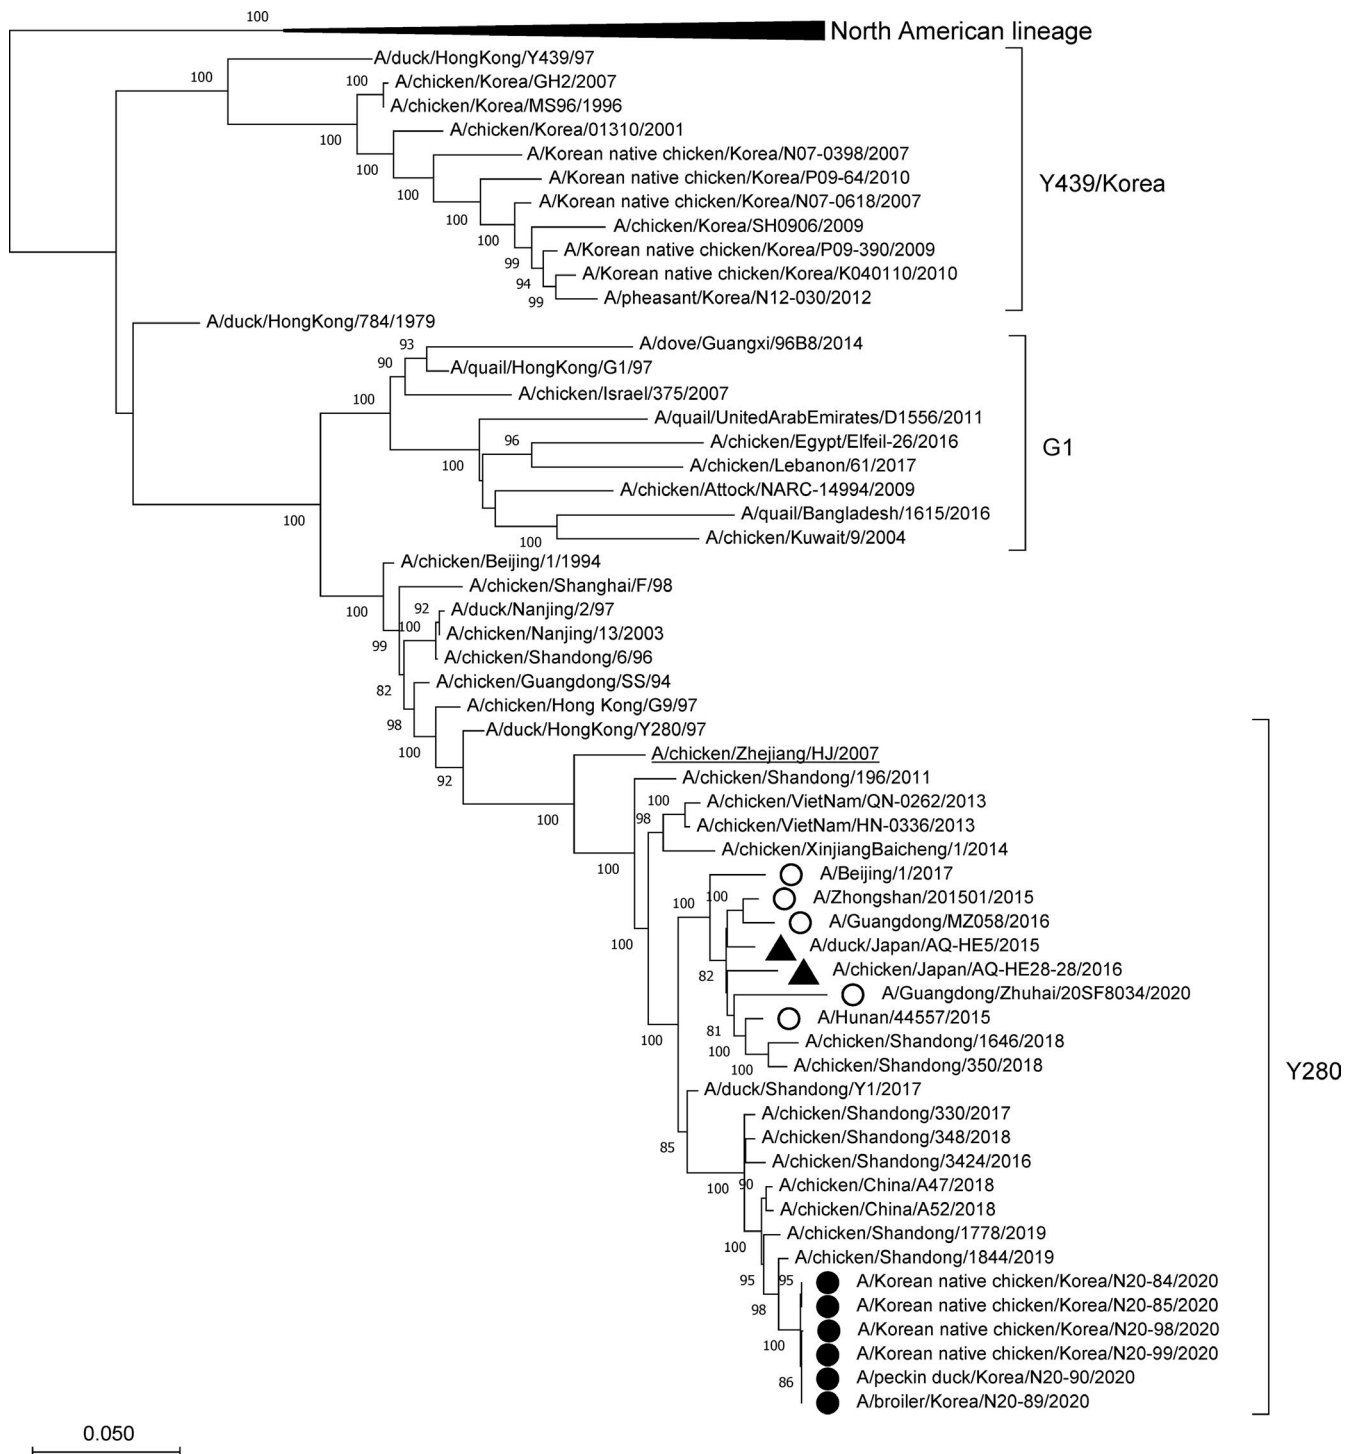 100
North American lineage
A/duck/HongKong/Y439/97
100
100
A/chicken/Korea/GH2/2007
A/chicken/Korea/MS96/1996
A/chicken/Korea/01310/2001
100
A/Korean native chicken/Korea/N07-0398/2007
100
A/Korean native chicken/Korea/P09-64/2010
Y439/Korea
100
A/Korean native chicken/Korea/N07-0618/2007
100
A/chicken/Korea/SH0906/2009
100
A/Korean native chicken/Korea/P09-390/2009
99
A/Korean native chicken/Korea/K040110/2010
94
A/pheasant/Korea/N12-030/2012
99
A/duck/HongKong/784/1979
93
A/dove/Guangxi/96B8/2014
90
A/quail/HongKong/G1/97
A/chicken/Israel/375/2007
100
A/quail/UnitedArabEmirates/D1556/2011
96
A/chicken/Egypt/Elfeil-26/2016
G1
100
A/chicken/Lebanon/61/2017
A/chicken/Attock/NARC-14994/2009
A/quail/Bangladesh/1615/2016
100
A/chicken/Kuwait/9/2004
100
A/chicken/Beijing/1/1994
A/chicken/Shanghai/F/98
100
92
A/duck/Nanjing/2/97
100
A/chicken/Nanjing/13/2003
99
A/chicken/Shandong/6/96
A/chicken/Guangdong/SS/94
82
A/chicken/Hong Kong/G9/97
98
A/duck/HongKong/Y280/97
100
A/chicken/Zhejiang/HJ/2007
92
A/chicken/Shandong/196/2011
100
A/chicken/VietNam/QN-0262/2013
100
98
A/chicken/VietNam/HN-0336/2013
A/chicken/XinjiangBaicheng/1/2014
100
A/Beijing/1/2017
100
100
A/Zhongshan/201501/2015
A/Guangdong/MZ058/2016
100
A/duck/Japan/AQ-HE5/2015
82
A/chicken/Japan/AQ-HE28-28/2016
A/Guangdong/Zhuhai/20SF8034/2020
A/Hunan/44557/2015
81
100
A/chicken/Shandong/1646/2018
100
100
A/chicken/Shandong/350/2018
Y280
A/duck/Shandong/Y1/2017
A/chicken/Shandong/330/2017
A/chicken/Shandong/348/2018
85
A/chicken/Shandong/3424/2016
100
90
A/chicken/China/A47/2018
A/chicken/China/A52/2018
A/chicken/Shandong/1778/2019
100
A/chicken/Shandong/1844/2019
95
95
A/Korean native chicken/Korea/N20-84/2020
98
A/Korean native chicken/Korea/N20-85/2020
A/Korean native chicken/Korea/N20-98/2020
100
A/Korean native chicken/Korea/N20-99/2020
86
A/peckin duck/Korea/N20-90/2020
A/broiler/Korea/N20-89/2020
0.050